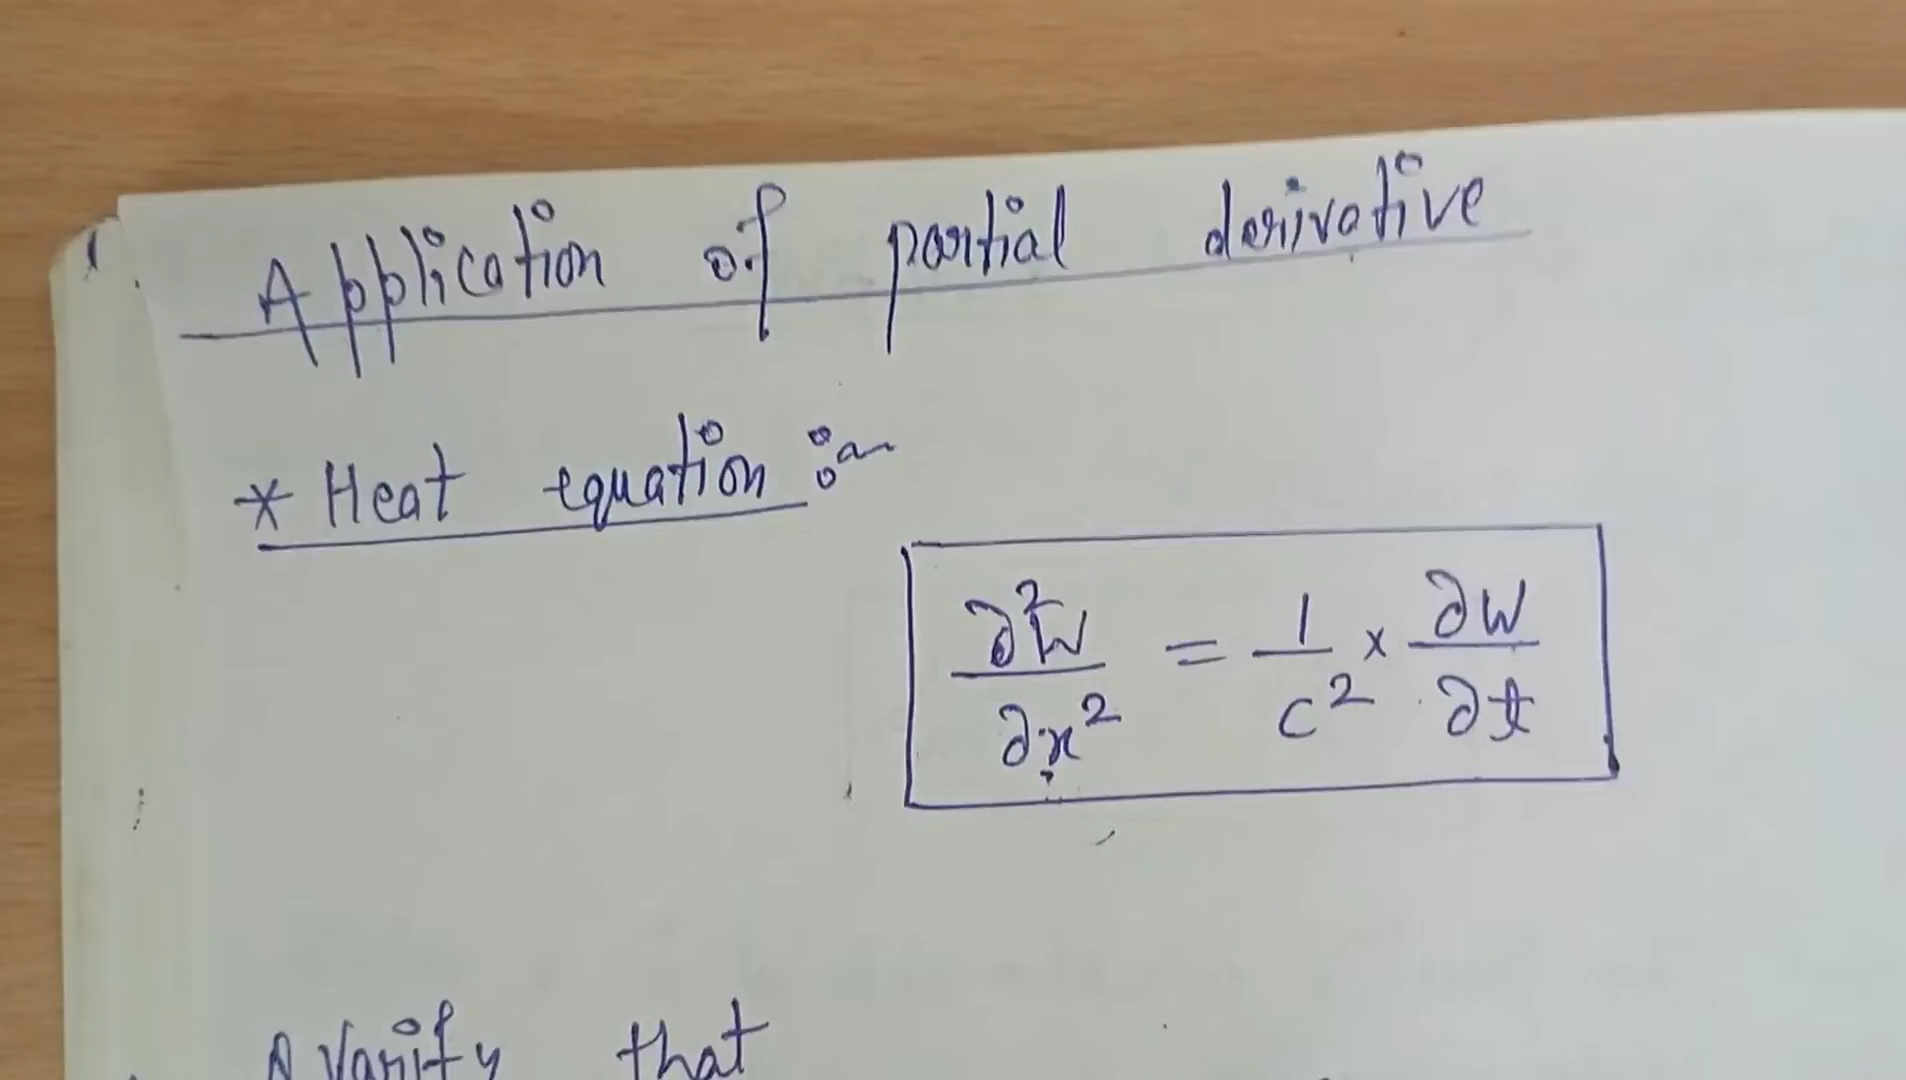 Application of partial derivative
* Heat equation :~
∂²W/∂x² = 1/c² × ∂W/∂t
Varify that